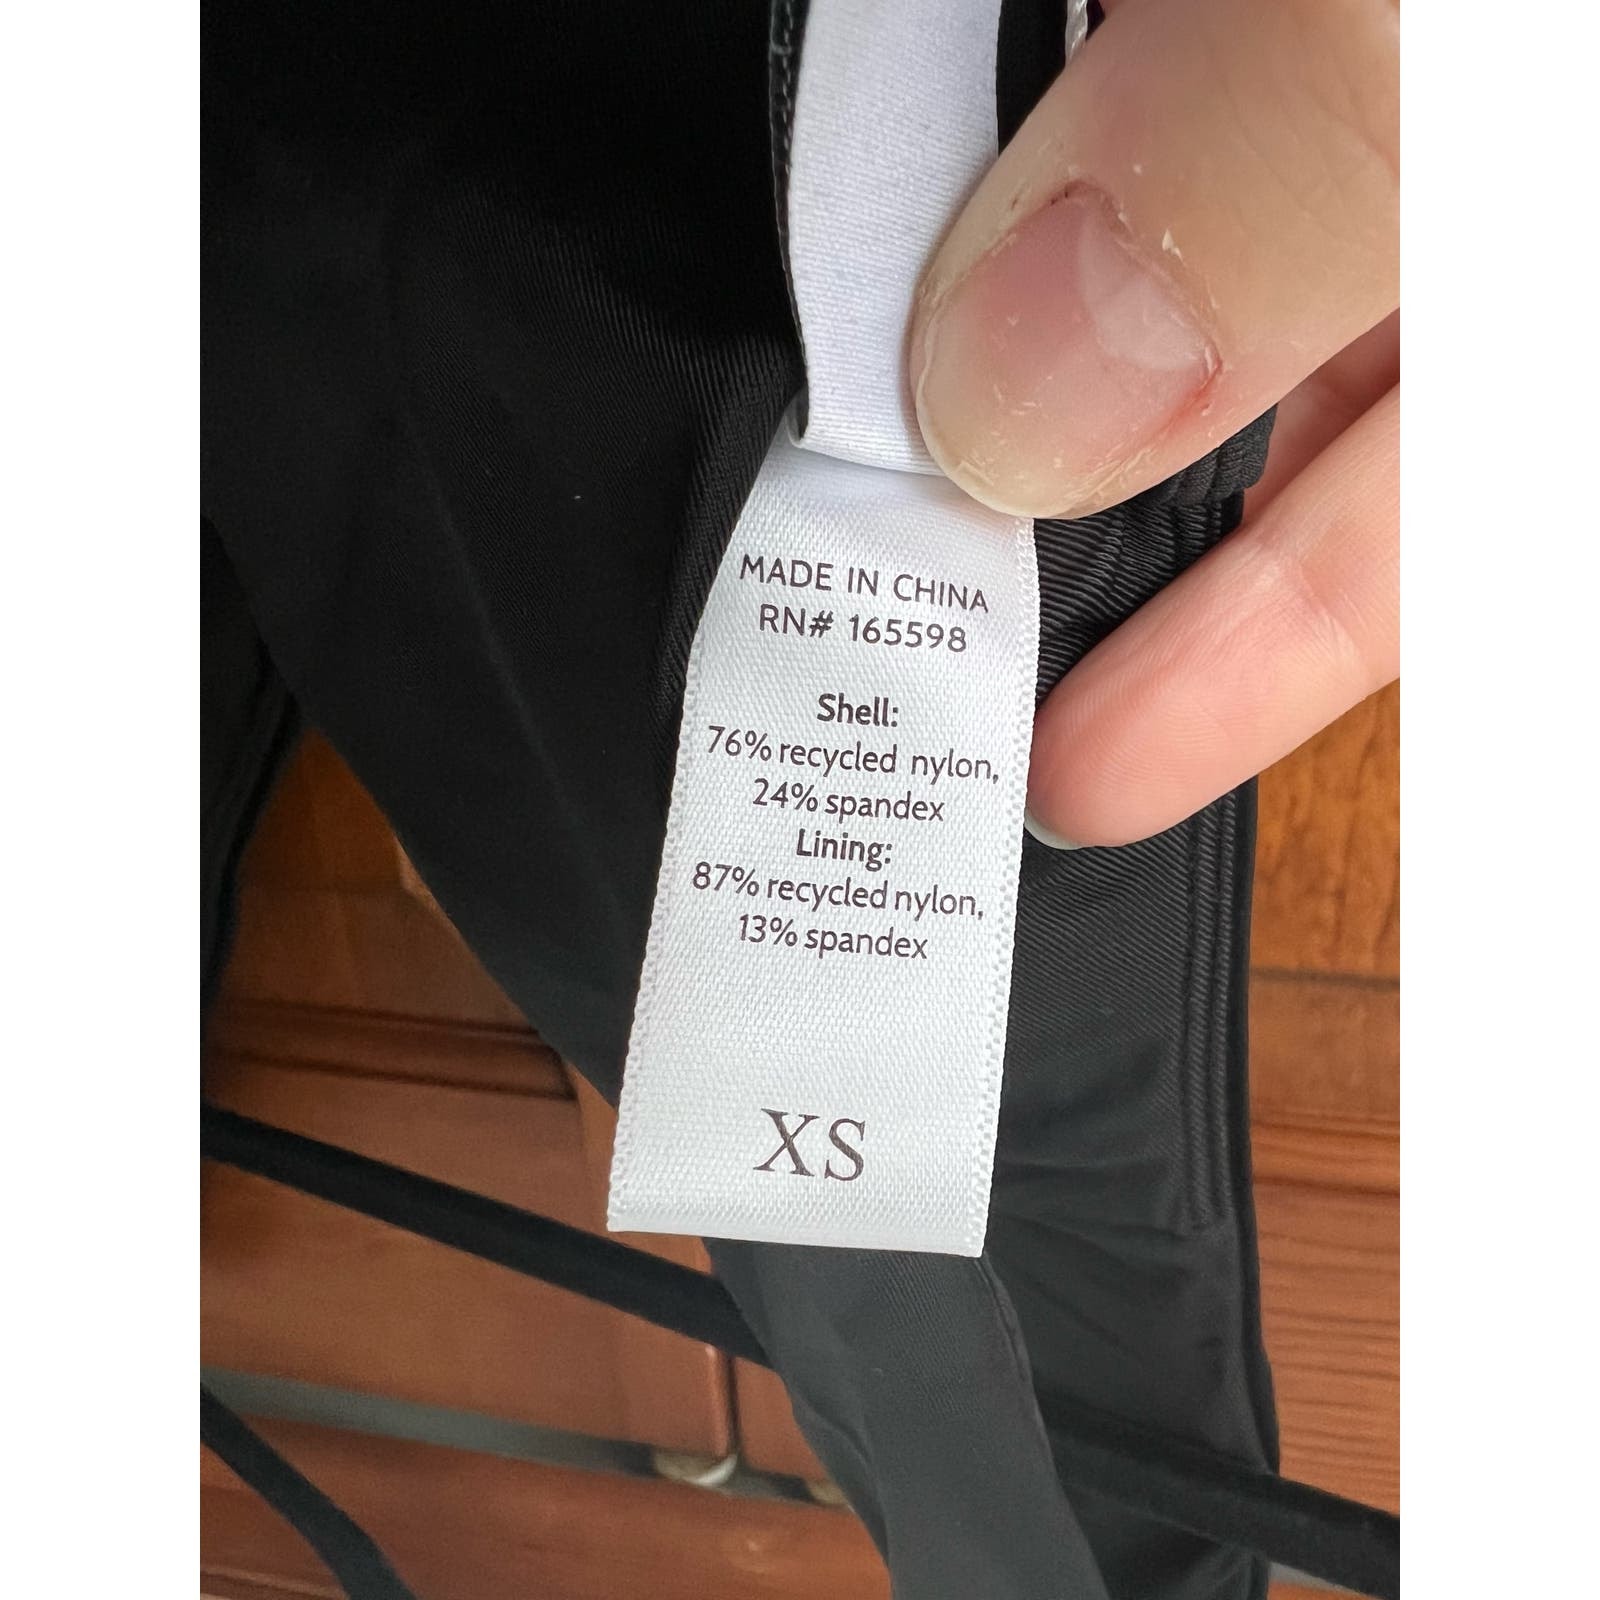 MADE IN CHINA
RN# 165598
Shell:
76% recycled nylon,
24% spandex
Lining:
87% recycled nylon,
13% spandex
XS